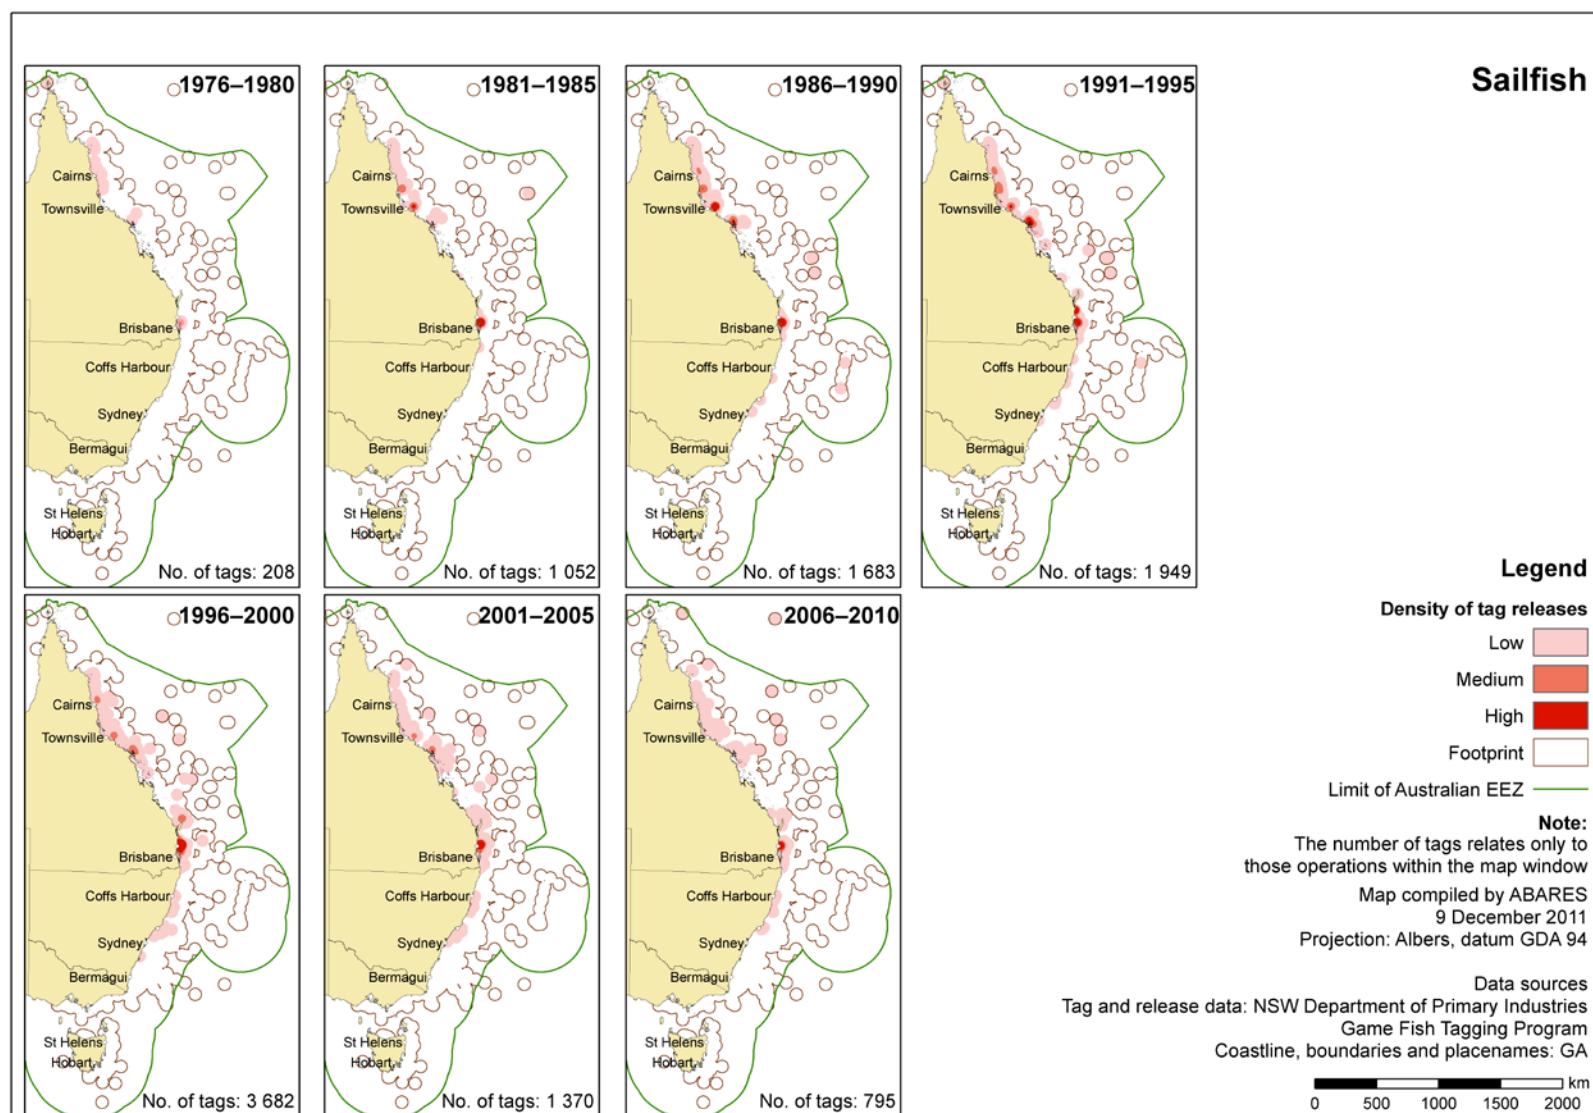 Sailfish
1976–1980
Cairns
Townsville
Brisbane
Coffs Harbour
Sydney
Bermagui
St Helens
Hobart
No. of tags: 208
1981–1985
Cairns
Townsville
Brisbane
Coffs Harbour
Sydney
Bermagui
St Helens
Hobart
No. of tags: 1 052
1986–1990
Cairns
Townsville
Brisbane
Coffs Harbour
Sydney
Bermagui
St Helens
Hobart
No. of tags: 1 683
1991–1995
Cairns
Townsville
Brisbane
Coffs Harbour
Sydney
Bermagui
St Helens
Hobart
No. of tags: 1 949
1996–2000
Cairns
Townsville
Brisbane
Coffs Harbour
Sydney
Bermagui
St Helens
Hobart
No. of tags: 3 682
2001–2005
Cairns
Townsville
Brisbane
Coffs Harbour
Sydney
Bermagui
St Helens
Hobart
No. of tags: 1 370
2006–2010
Cairns
Townsville
Brisbane
Coffs Harbour
Sydney
Bermagui
St Helens
Hobart
No. of tags: 795
Legend
Density of tag releases
Low
Medium
High
Footprint
Limit of Australian EEZ
Note:
The number of tags relates only to
those operations within the map window
Map compiled by ABARES
9 December 2011
Projection: Albers, datum GDA 94
Data sources
Tag and release data: NSW Department of Primary Industries
Game Fish Tagging Program
Coastline, boundaries and placenames: GA
km
0 500 1000 1500 2000